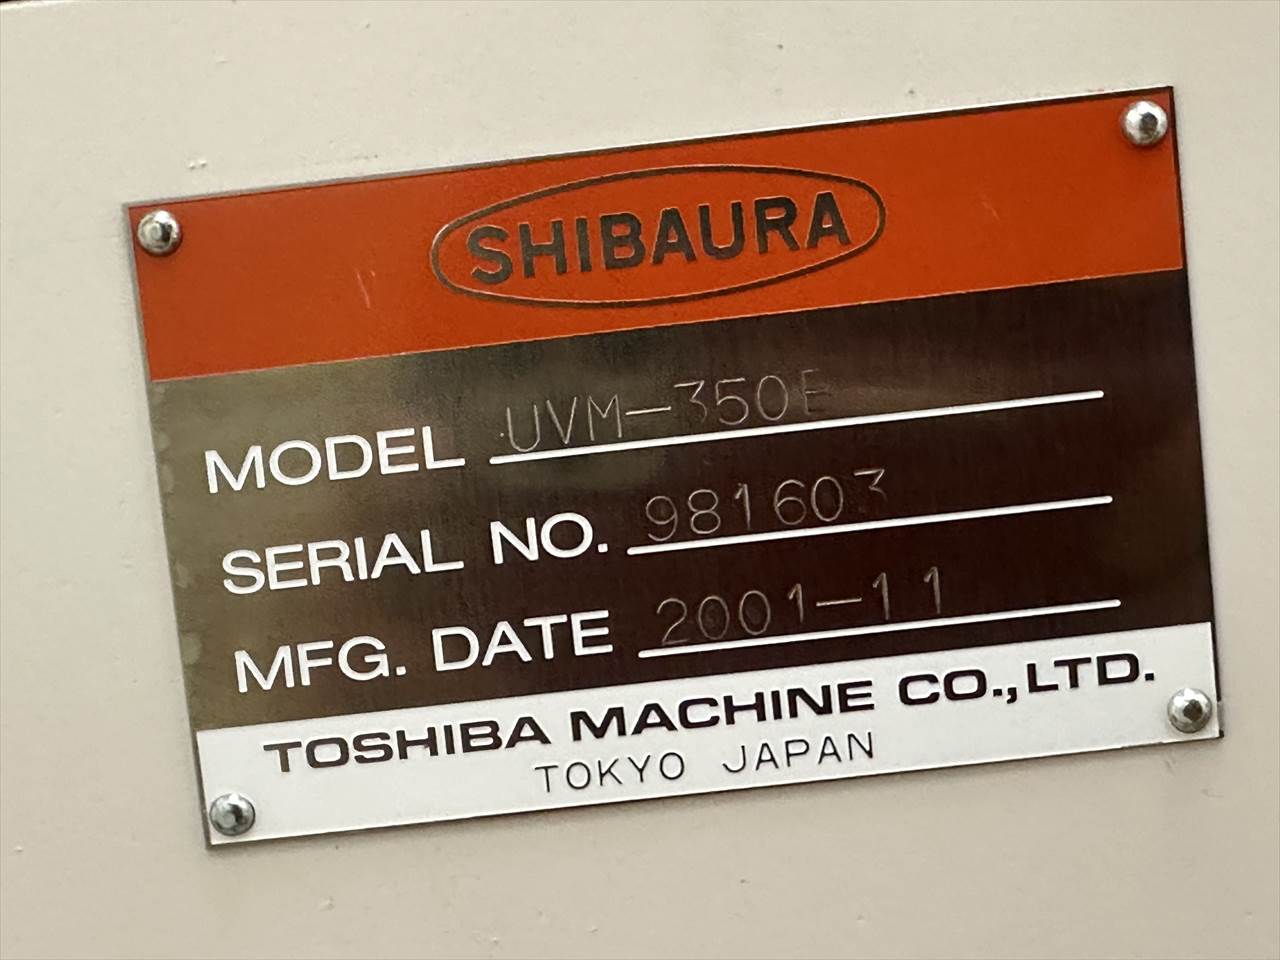 SHIBAURA
MODEL UVM-350E
SERIAL NO. 981603
MFG. DATE 2001-11
TOSHIBA MACHINE CO., LTD.
TOKYO JAPAN